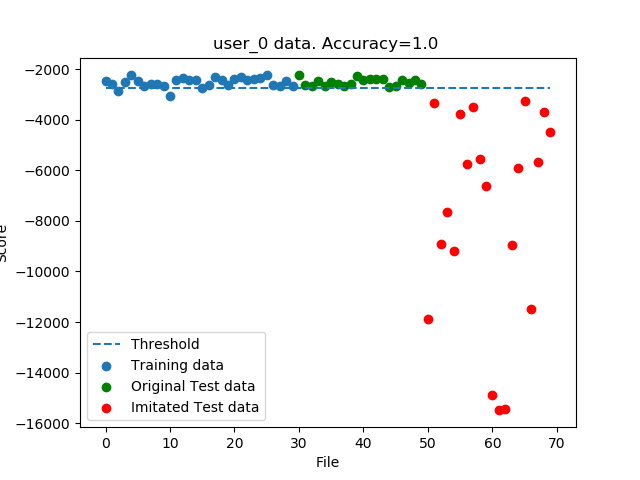 user_0 data. Accuracy=1.0
−2000
−4000
−6000
−8000
−10000
−12000
−14000
−16000
Score
Threshold
Training data
Original Test data
Imitated Test data
0 10 20 30 40 50 60 70
File